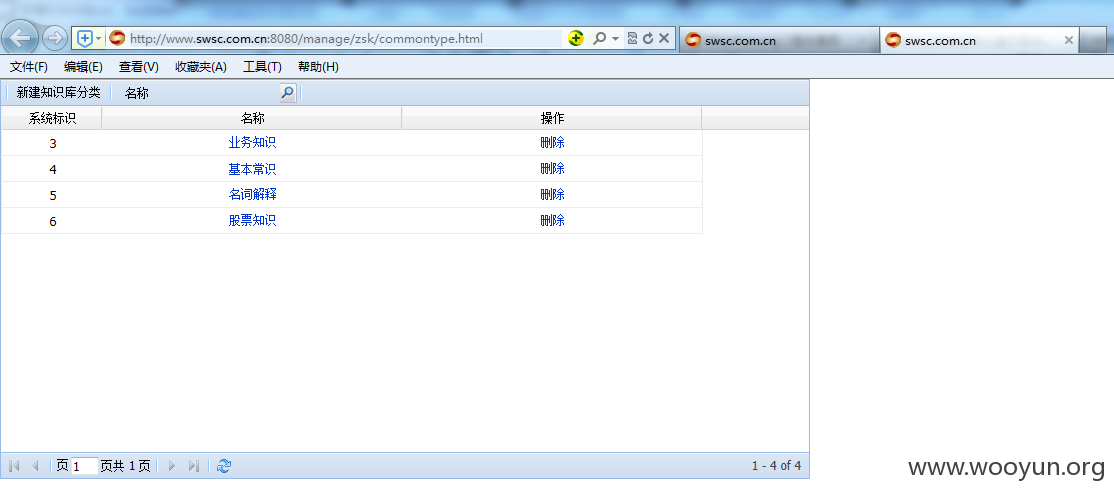 http://www.swsc.com.cn:8080/manage/zsk/commontype.html swsc.com.cn swsc.com.cn
文件(F) 编辑(E) 查看(V) 收藏夹(A) 工具(T) 帮助(H)
新建知识库分类 名称
系统标识 名称 操作
3 业务知识 删除
4 基本常识 删除
5 名词解释 删除
6 股票知识 删除
页 1 页共 1 页 1 - 4 of 4
www.wooyun.org